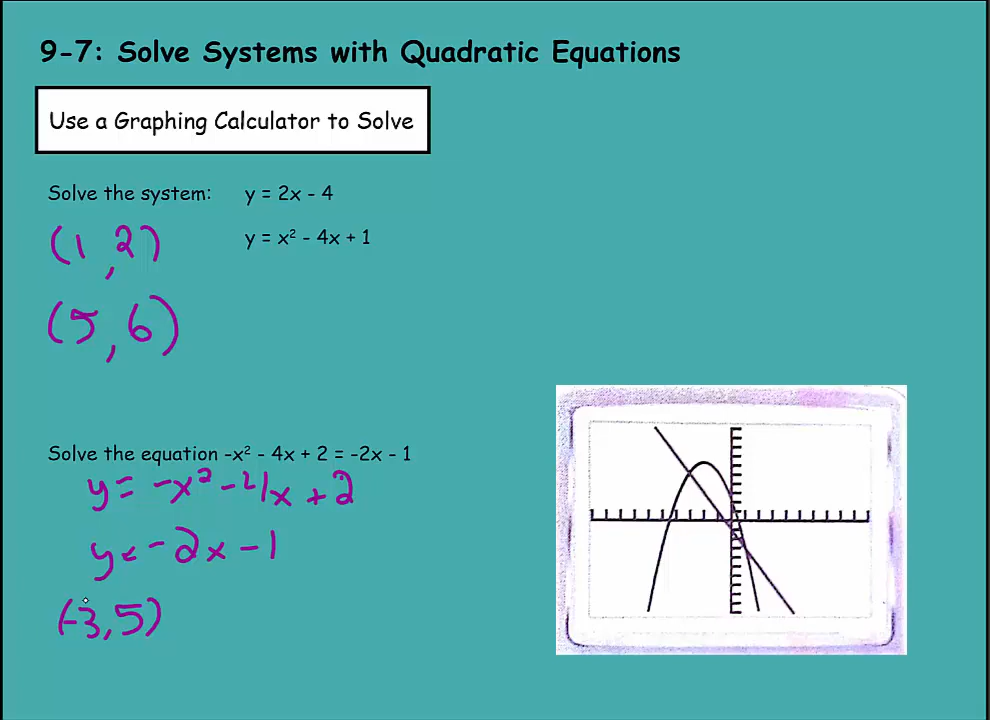 9-7: Solve Systems with Quadratic Equations
Use a Graphing Calculator to Solve
Solve the system: y = 2x - 4
y = x² - 4x + 1
(1, 2)
(5, 6)
Solve the equation -x² - 4x + 2 = -2x - 1
y = -x² - 4x + 2
y = -2x - 1
(-3, 5)